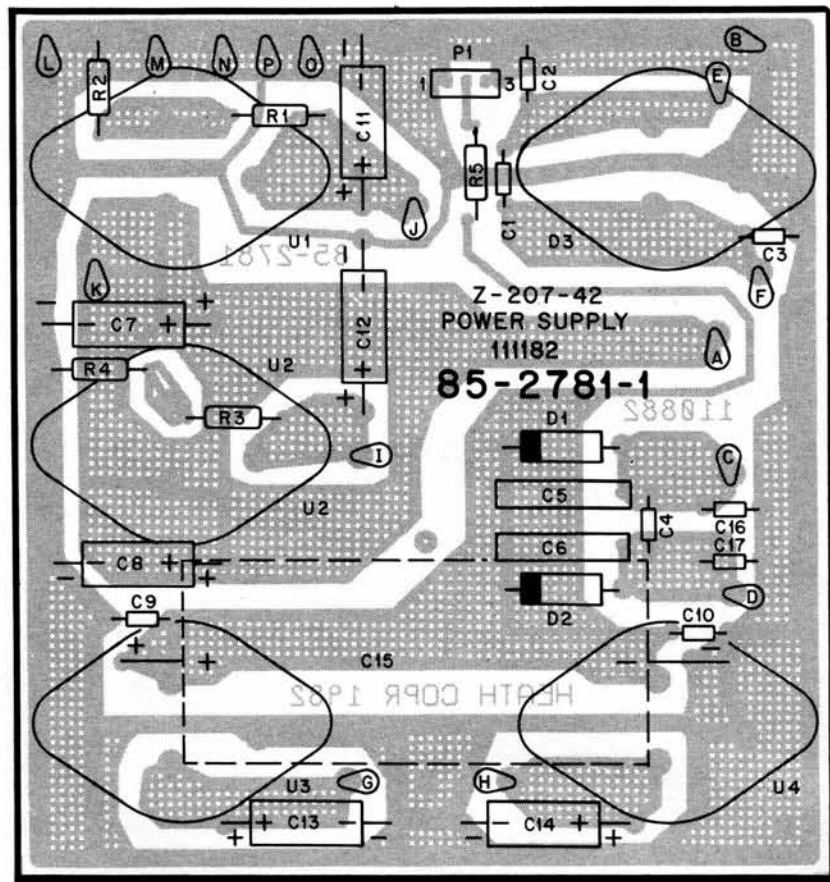 L M N P O P1 B
R2 1 3 C2 E
R1 C11 R5 C1
U1 J D3 C3
85-2781
K F
Z-207-42
POWER SUPPLY
111182
85-2781-1
C7 C12 A
R4 U2
R3 110882
D1
I C
U2 C5 C4 C16
C8 C6 C17
D2 D
C9 C10
C15
HEATH COPR 1982
U3 G H U4
C13 C14